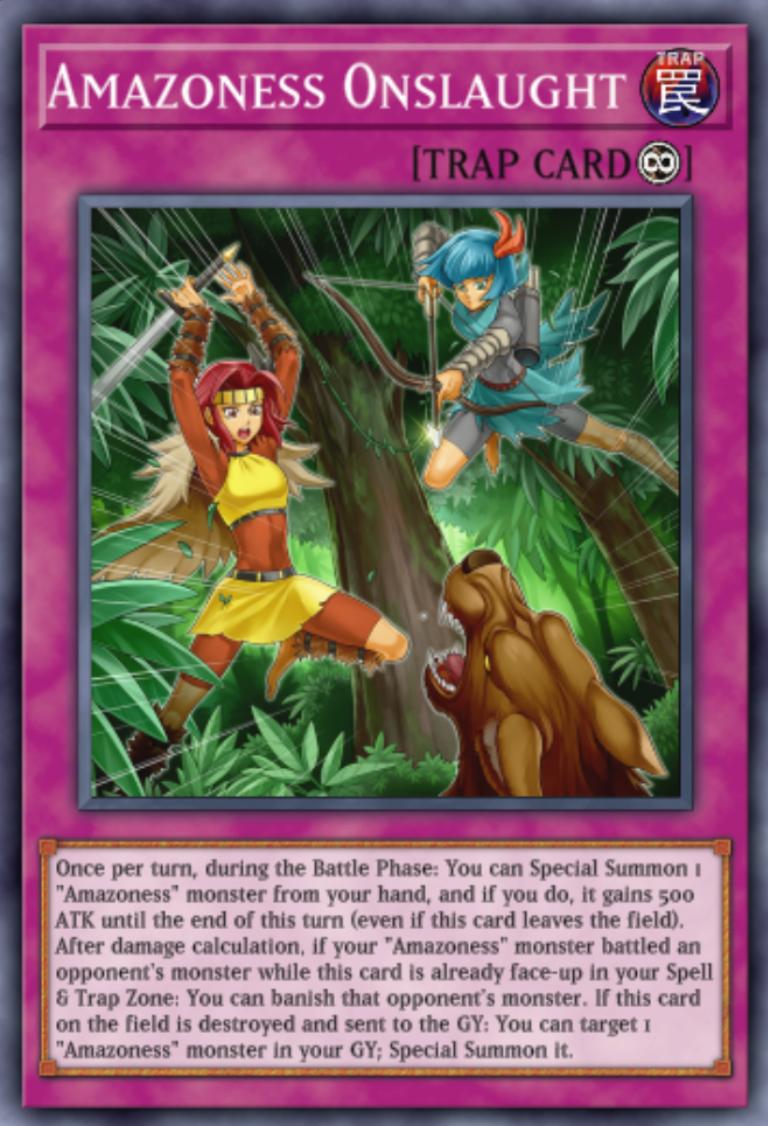 Amazoness Onslaught
TRAP
罠
[TRAP CARD∞]
Once per turn, during the Battle Phase: You can Special Summon 1
"Amazoness" monster from your hand, and if you do, it gains 500
ATK until the end of this turn (even if this card leaves the field).
After damage calculation, if your "Amazoness" monster battled an
opponent's monster while this card is already face-up in your Spell
& Trap Zone: You can banish that opponent's monster. If this card
on the field is destroyed and sent to the GY: You can target 1
"Amazoness" monster in your GY; Special Summon it.